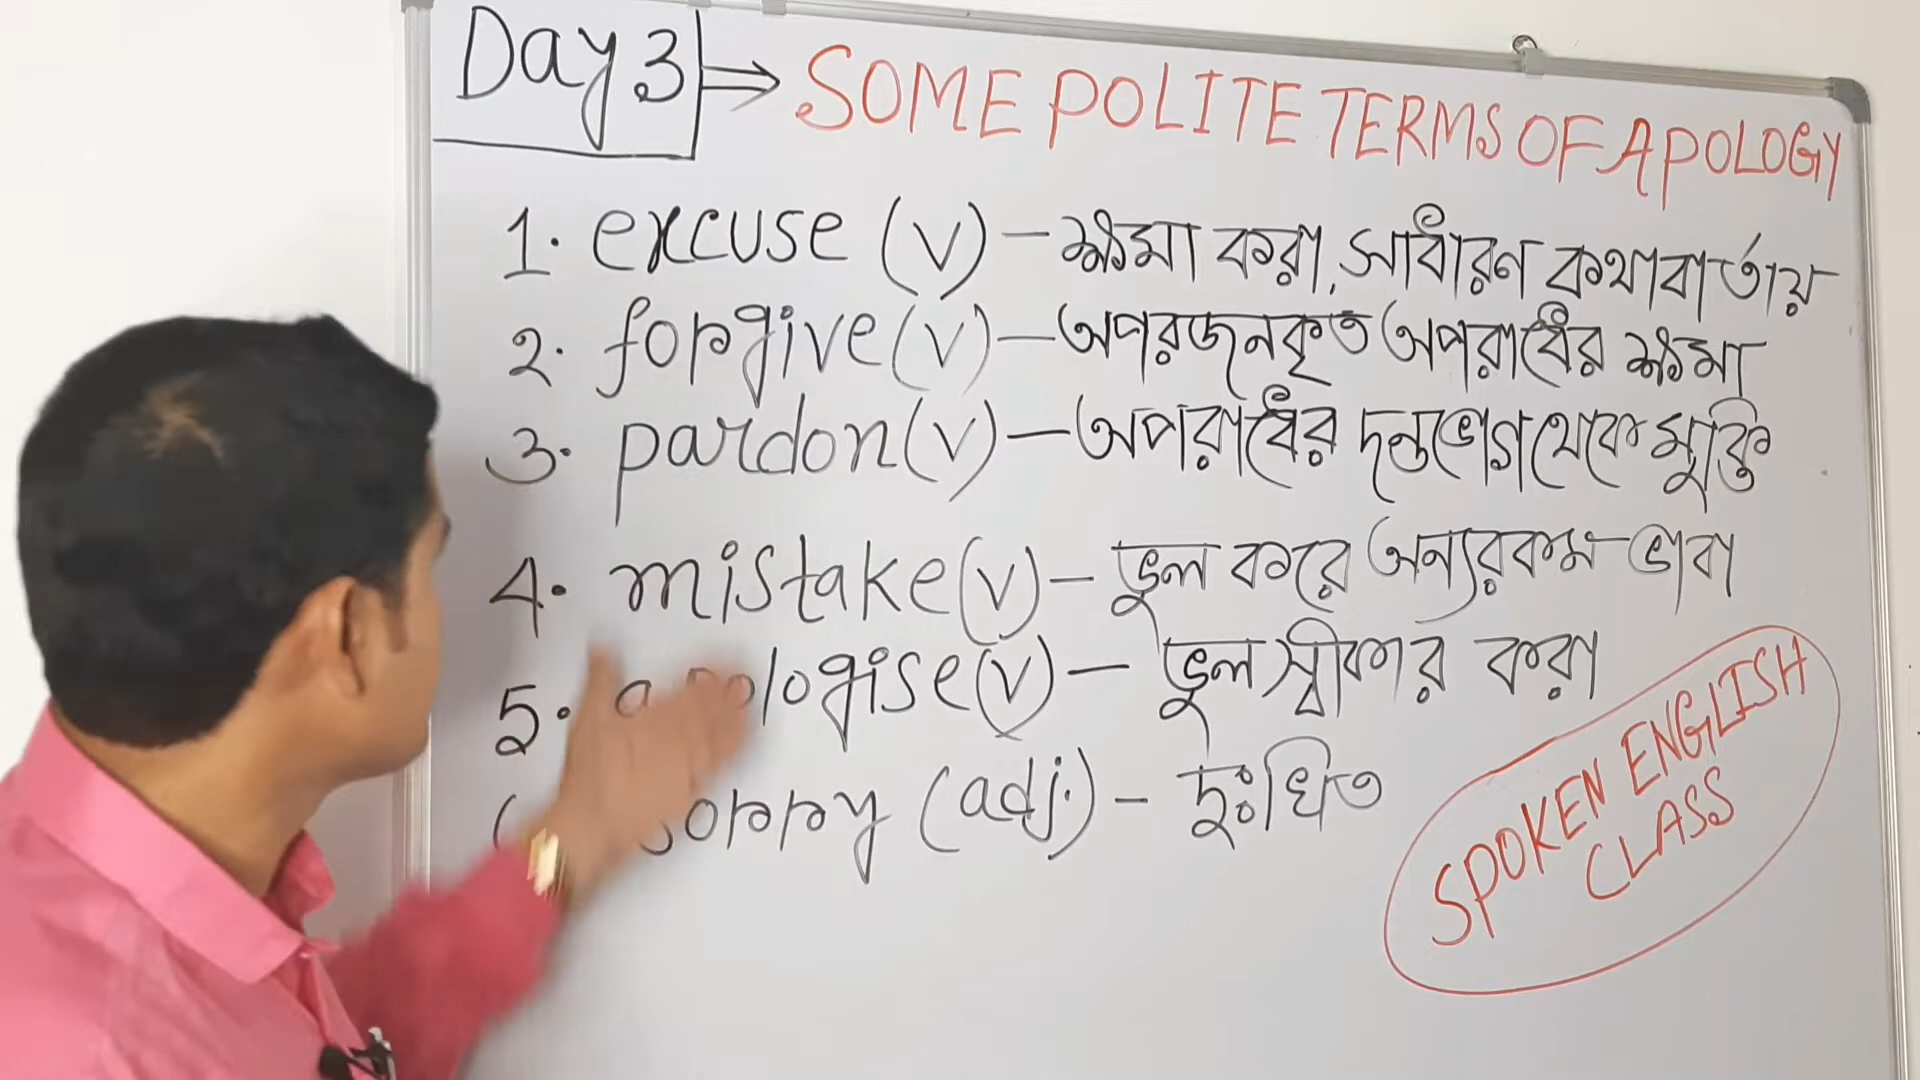 Day 3 ⇒ SOME POLITE TERMS OF APOLOGY
1. excuse (v) – ক্ষমা করা, সাধারণ কথাবার্তায়
2. forgive (v) – অপরজনকৃত অপরাধের ক্ষমা
3. pardon (v) – অপরাধের দন্ডভোগ থেকে মুক্তি
4. mistake (v) – ভুল করে অন্যরকম ভাবা
5. apologise (v) – ভুল স্বীকার করা
sorry (adj.) – দুঃখিত
SPOKEN ENGLISH
CLASS